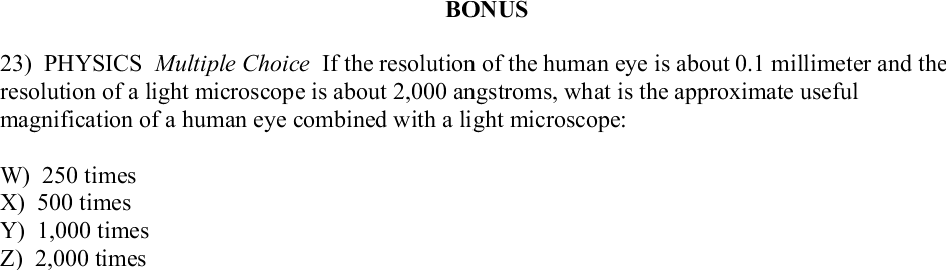 BONUS
23) PHYSICS Multiple Choice If the resolution of the human eye is about 0.1 millimeter and the
resolution of a light microscope is about 2,000 angstroms, what is the approximate useful
magnification of a human eye combined with a light microscope:
W) 250 times
X) 500 times
Y) 1,000 times
Z) 2,000 times